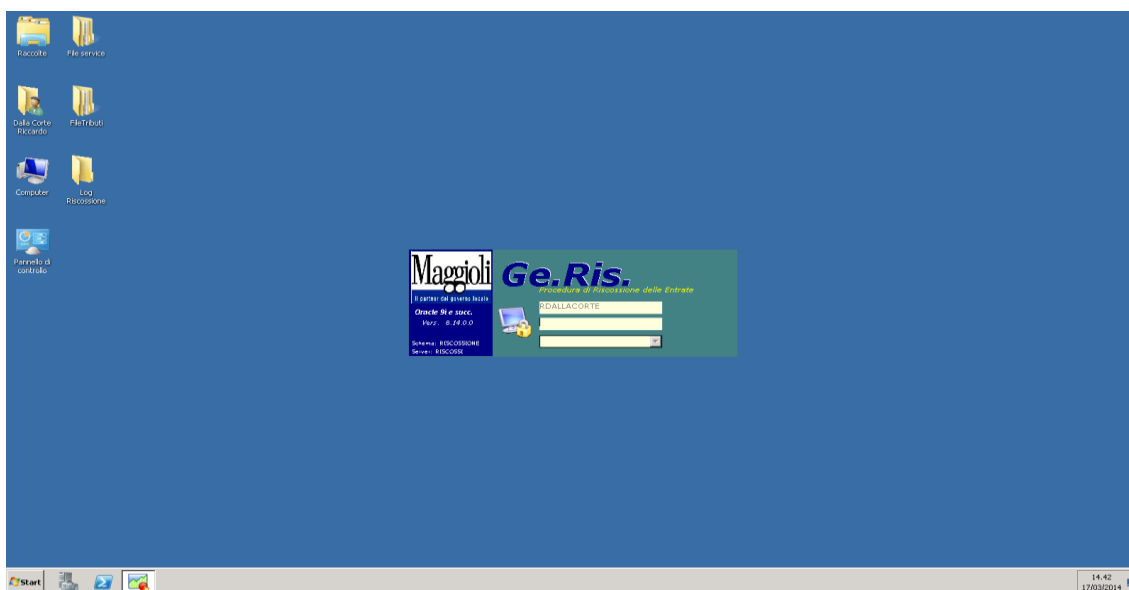 Raccolte
File service
Dalla Corte
Riccardo
FileTributi
Computer
Log
Riscossione
Pannello di
controllo
Maggioli
Il partner del governo locale
Oracle 9i e succ.
Vers. 6.14.0.0
Schema: RISCOSSIONE
Server: RISCOSSI
Ge.Ris.
Procedura di Riscossione delle Entrate
RDALLACORTE
Start
14.42
17/03/2014